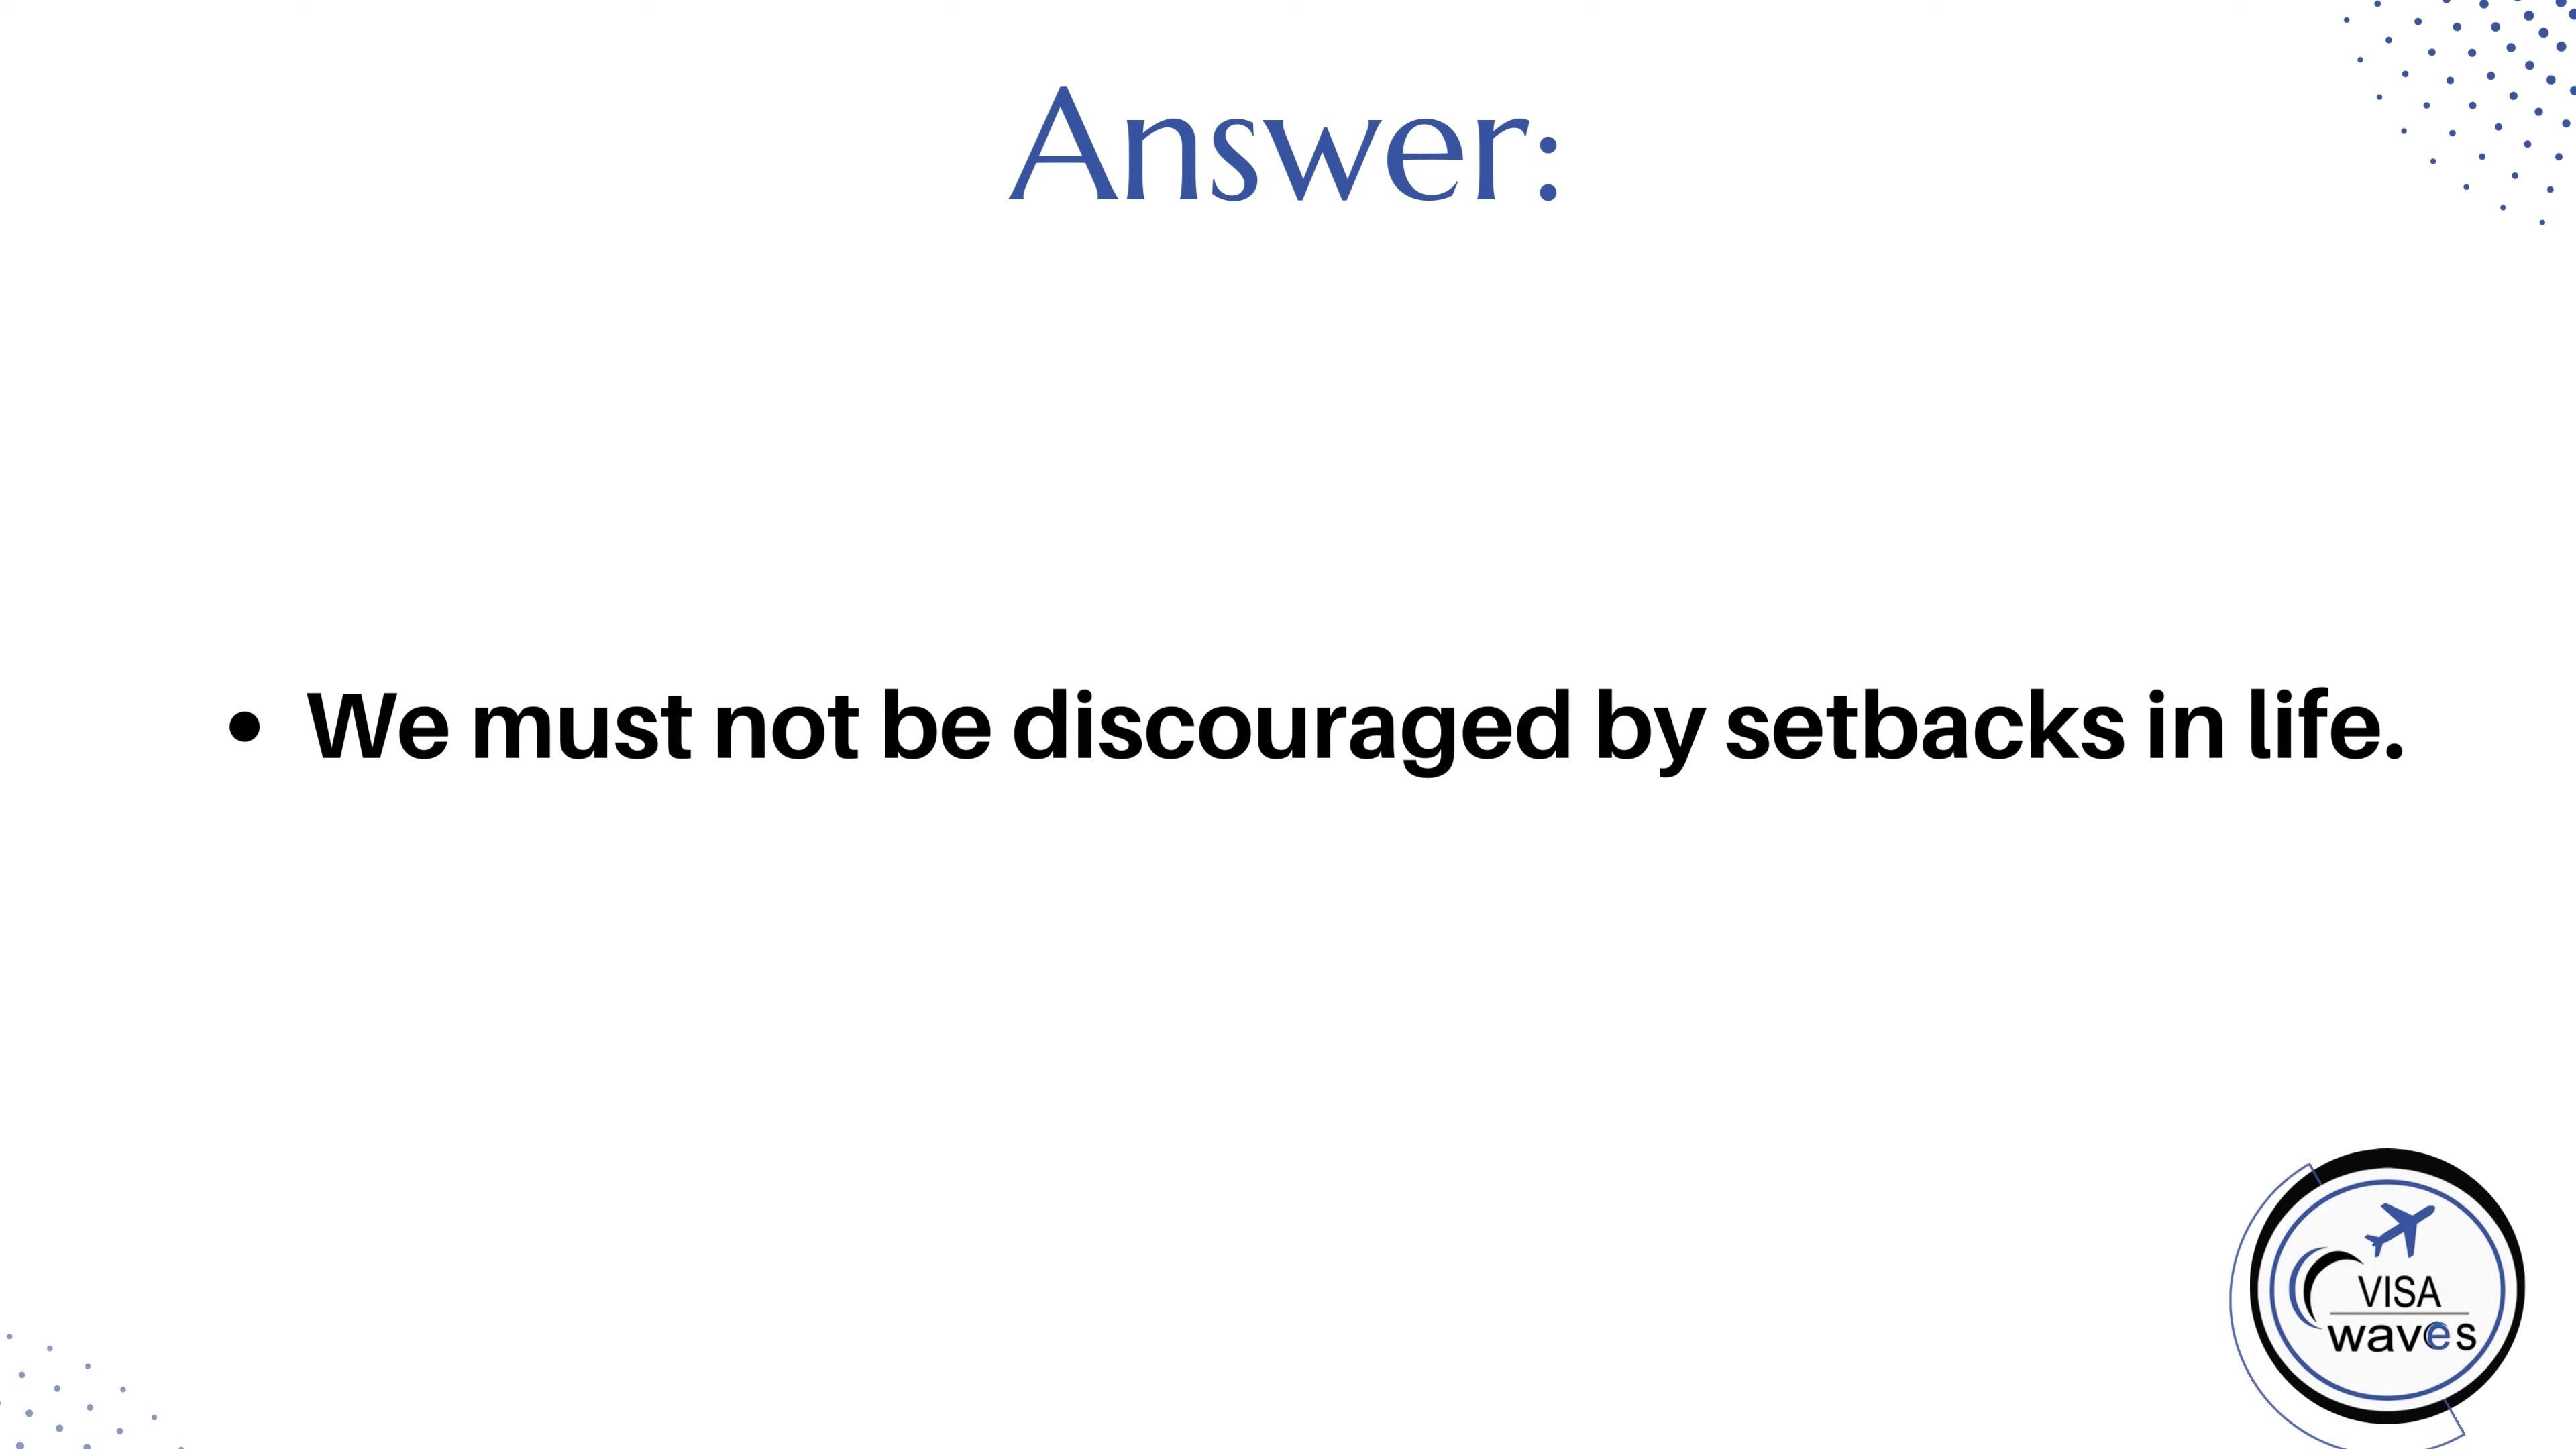 Answer:
• We must not be discouraged by setbacks in life.
VISA
waves